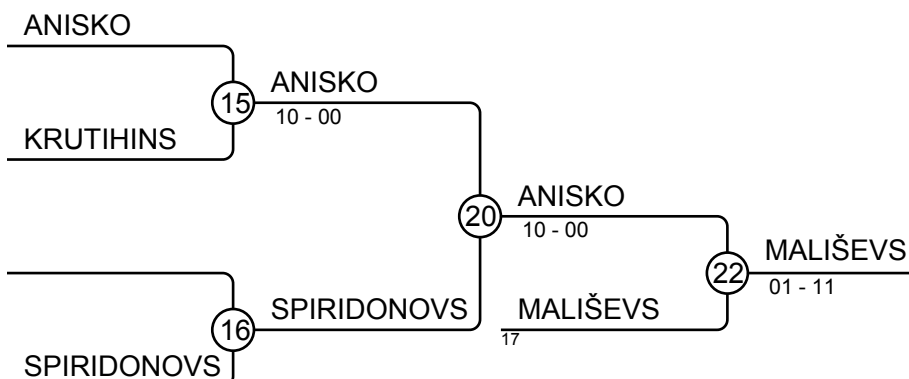 ANISKO
15
ANISKO
10 - 00
KRUTIHINS
20
ANISKO
10 - 00
22
MALIŠEVS
01 - 11
16
SPIRIDONOVS
MALIŠEVS
17
SPIRIDONOVS